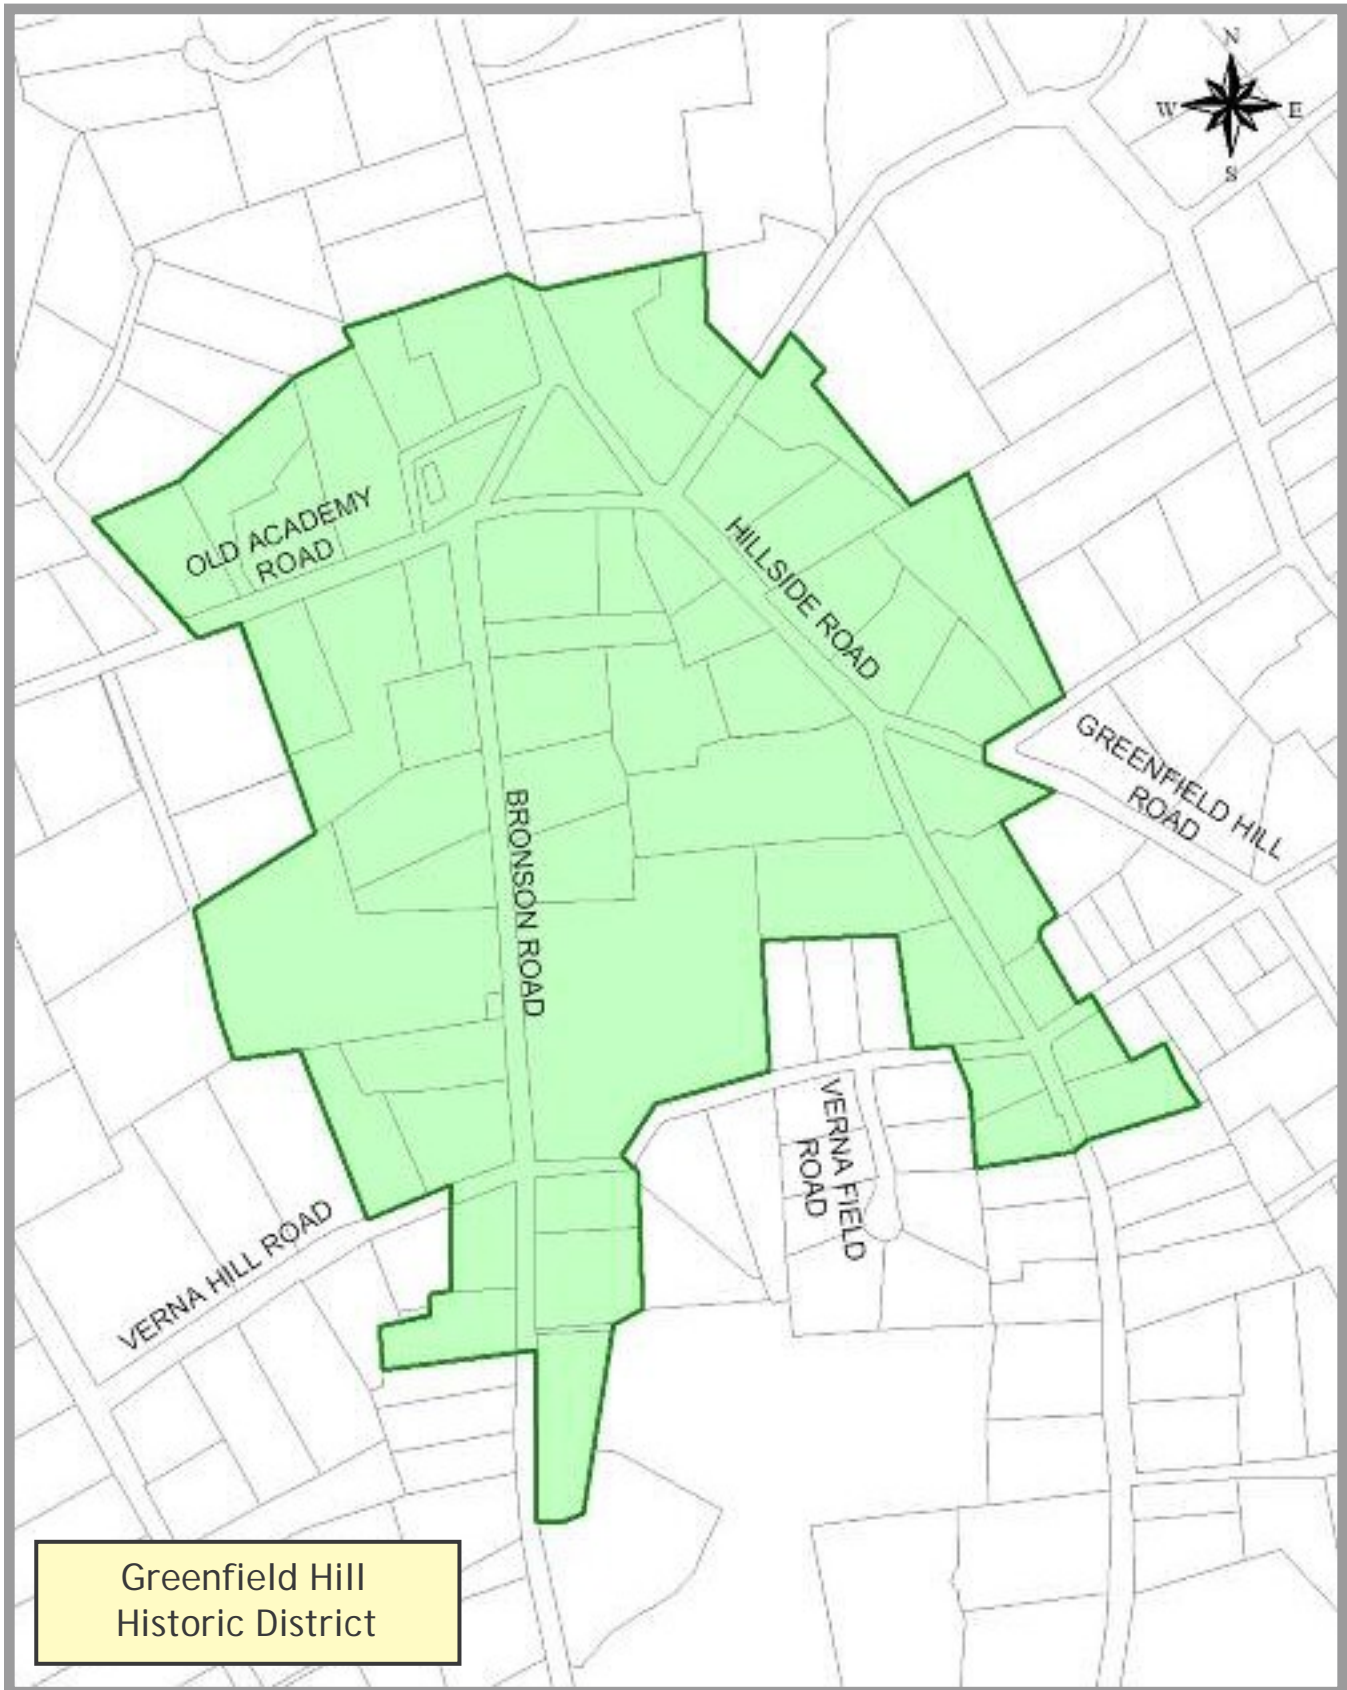 N
W E
S
OLD ACADEMY
ROAD
HILLSIDE ROAD
GREENFIELD HILL
ROAD
BRONSON ROAD
VERNA FIELD
ROAD
VERNA HILL ROAD
Greenfield Hill
Historic District